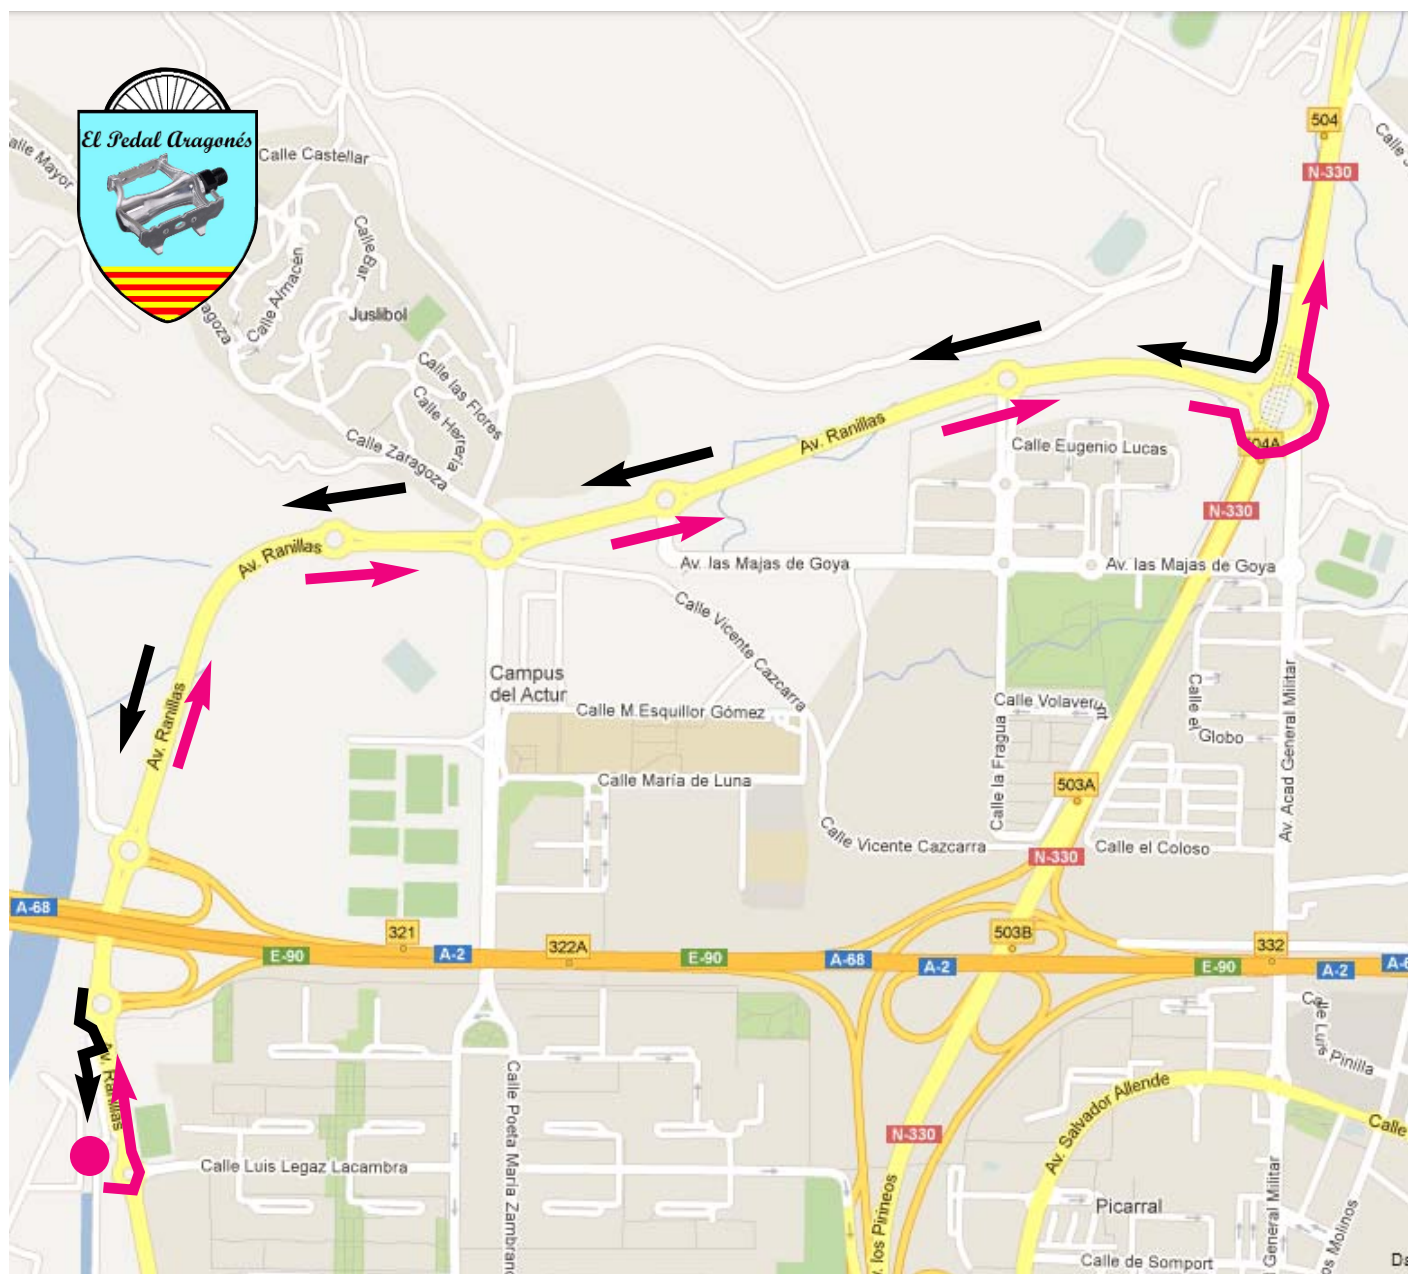 El Pedal Aragonés
504
N-330
Calle Castellar
Calle Mayor
Calle Bar
Calle Almacén
Juslibol
Calle las Flores
Calle Herrería
Calle Zaragoza
Av. Ranillas
Calle Eugenio Lucas
504A
N-330
Av. Ranillas
Av. las Majas de Goya
Av. las Majas de Goya
Calle Vicente Cazcarra
Campus
del Actur
Av. Ranillas
Calle M.Esquillor Gómez
Calle Volavérunt
Calle el
Globo
Calle la Fragua
Av. Acad General Militar
Calle María de Luna
503A
Calle Vicente Cazcarra
N-330
Calle el Coloso
A-68
321
322A
503B
332
E-90
A-2
E-90
A-68
A-2
E-90
A-2
Calle Luis
Pinilla
Av. Ranillas
Calle Poeta María Zambrano
Av. Salvador Allende
Calle
N-330
Calle Luis Legaz Lacambra
Picarral
General Militar
Calle de Somport